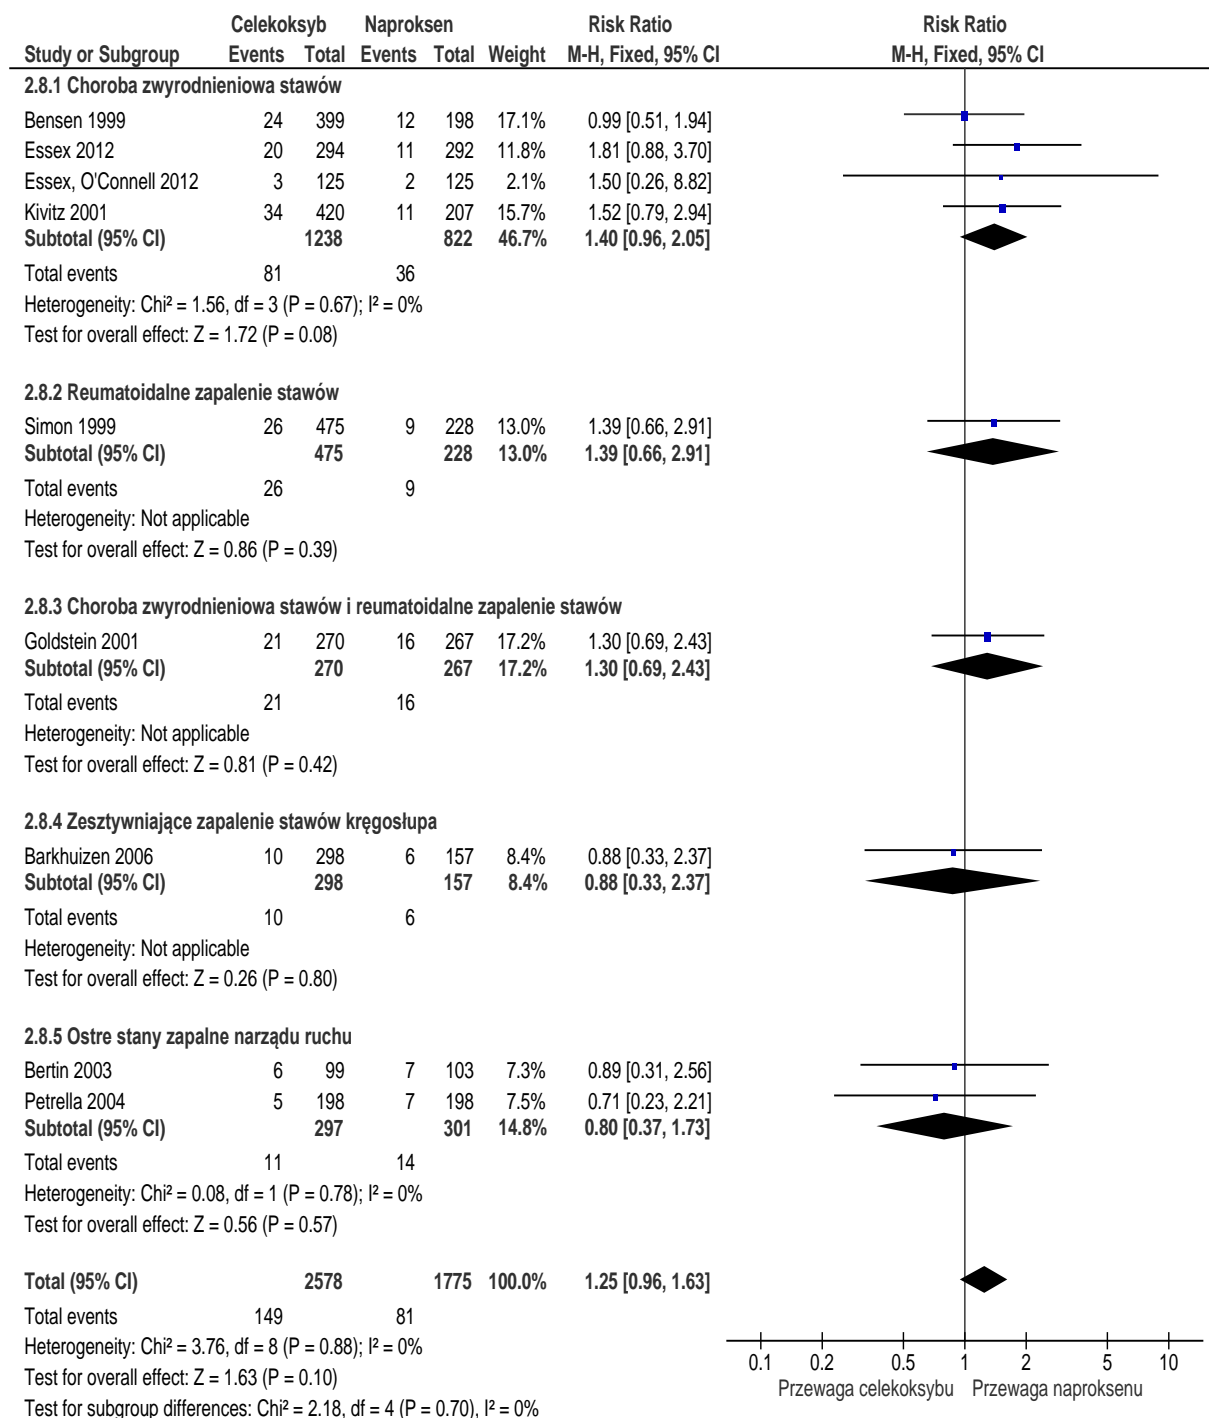 Celekoksyb Naproksen Risk Ratio Risk Ratio
Study or Subgroup Events Total Events Total Weight M-H, Fixed, 95% CI M-H, Fixed, 95% CI
2.8.1 Choroba zwyrodnieniowa stawów
Bensen 1999 24 399 12 198 17.1% 0.99 [0.51, 1.94]
Essex 2012 20 294 11 292 11.8% 1.81 [0.88, 3.70]
Essex, O'Connell 2012 3 125 2 125 2.1% 1.50 [0.26, 8.82]
Kivitz 2001 34 420 11 207 15.7% 1.52 [0.79, 2.94]
Subtotal (95% CI) 1238 822 46.7% 1.40 [0.96, 2.05]
Total events 81 36
Heterogeneity: Chi² = 1.56, df = 3 (P = 0.67); I² = 0%
Test for overall effect: Z = 1.72 (P = 0.08)
2.8.2 Reumatoidalne zapalenie stawów
Simon 1999 26 475 9 228 13.0% 1.39 [0.66, 2.91]
Subtotal (95% CI) 475 228 13.0% 1.39 [0.66, 2.91]
Total events 26 9
Heterogeneity: Not applicable
Test for overall effect: Z = 0.86 (P = 0.39)
2.8.3 Choroba zwyrodnieniowa stawów i reumatoidalne zapalenie stawów
Goldstein 2001 21 270 16 267 17.2% 1.30 [0.69, 2.43]
Subtotal (95% CI) 270 267 17.2% 1.30 [0.69, 2.43]
Total events 21 16
Heterogeneity: Not applicable
Test for overall effect: Z = 0.81 (P = 0.42)
2.8.4 Zesztywniające zapalenie stawów kręgosłupa
Barkhuizen 2006 10 298 6 157 8.4% 0.88 [0.33, 2.37]
Subtotal (95% CI) 298 157 8.4% 0.88 [0.33, 2.37]
Total events 10 6
Heterogeneity: Not applicable
Test for overall effect: Z = 0.26 (P = 0.80)
2.8.5 Ostre stany zapalne narządu ruchu
Bertin 2003 6 99 7 103 7.3% 0.89 [0.31, 2.56]
Petrella 2004 5 198 7 198 7.5% 0.71 [0.23, 2.21]
Subtotal (95% CI) 297 301 14.8% 0.80 [0.37, 1.73]
Total events 11 14
Heterogeneity: Chi² = 0.08, df = 1 (P = 0.78); I² = 0%
Test for overall effect: Z = 0.56 (P = 0.57)
Total (95% CI) 2578 1775 100.0% 1.25 [0.96, 1.63]
Total events 149 81
Heterogeneity: Chi² = 3.76, df = 8 (P = 0.88); I² = 0%
Test for overall effect: Z = 1.63 (P = 0.10)
Test for subgroup differences: Chi² = 2.18, df = 4 (P = 0.70), I² = 0%
0.1 0.2 0.5 1 2 5 10
Przewaga celekoksybu Przewaga naproksenu